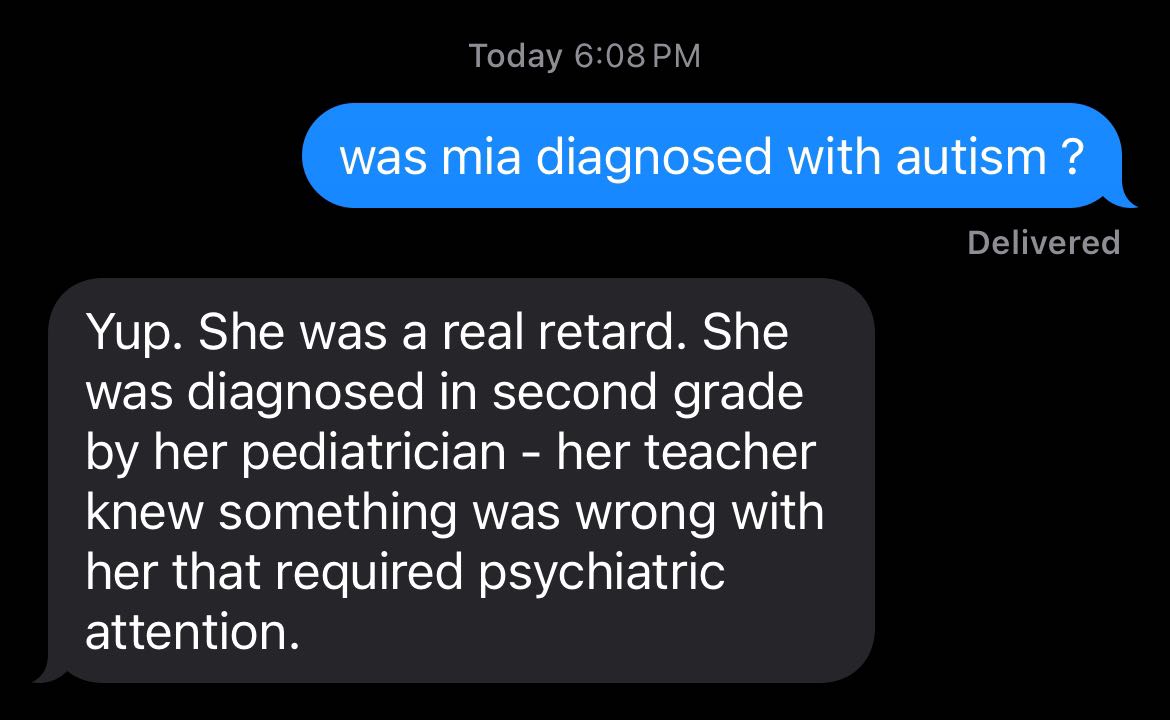 Today 6:08 PM
was mia diagnosed with autism ?
Delivered
Yup. She was a real retard. She
was diagnosed in second grade
by her pediatrician - her teacher
knew something was wrong with
her that required psychiatric
attention.